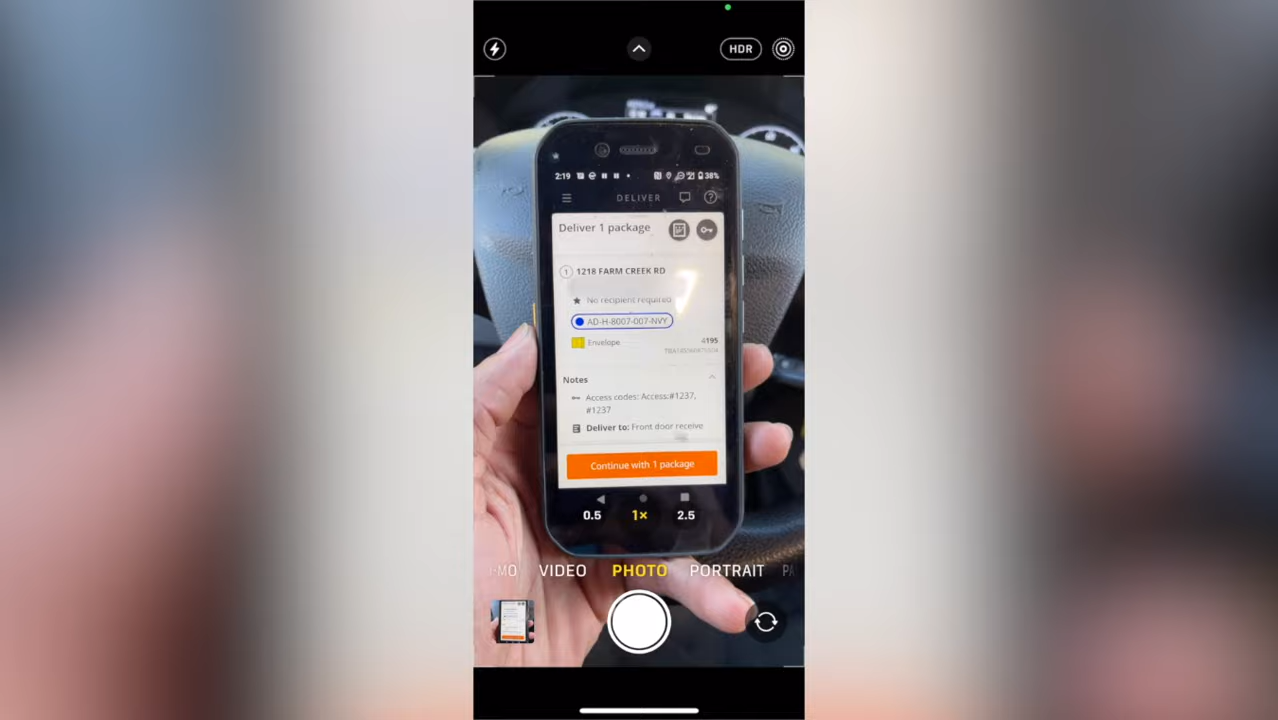 HDR
2:19
38%
DELIVER
Deliver 1 package
1 1218 FARM CREEK RD
No recipient required
AD-H-8007-007-NVY
Envelope 4195
Notes
Access codes: Access:#1237,
#1237
Deliver to: Front door receive
Continue with 1 package
0.5 1× 2.5
-MO VIDEO PHOTO PORTRAIT PA